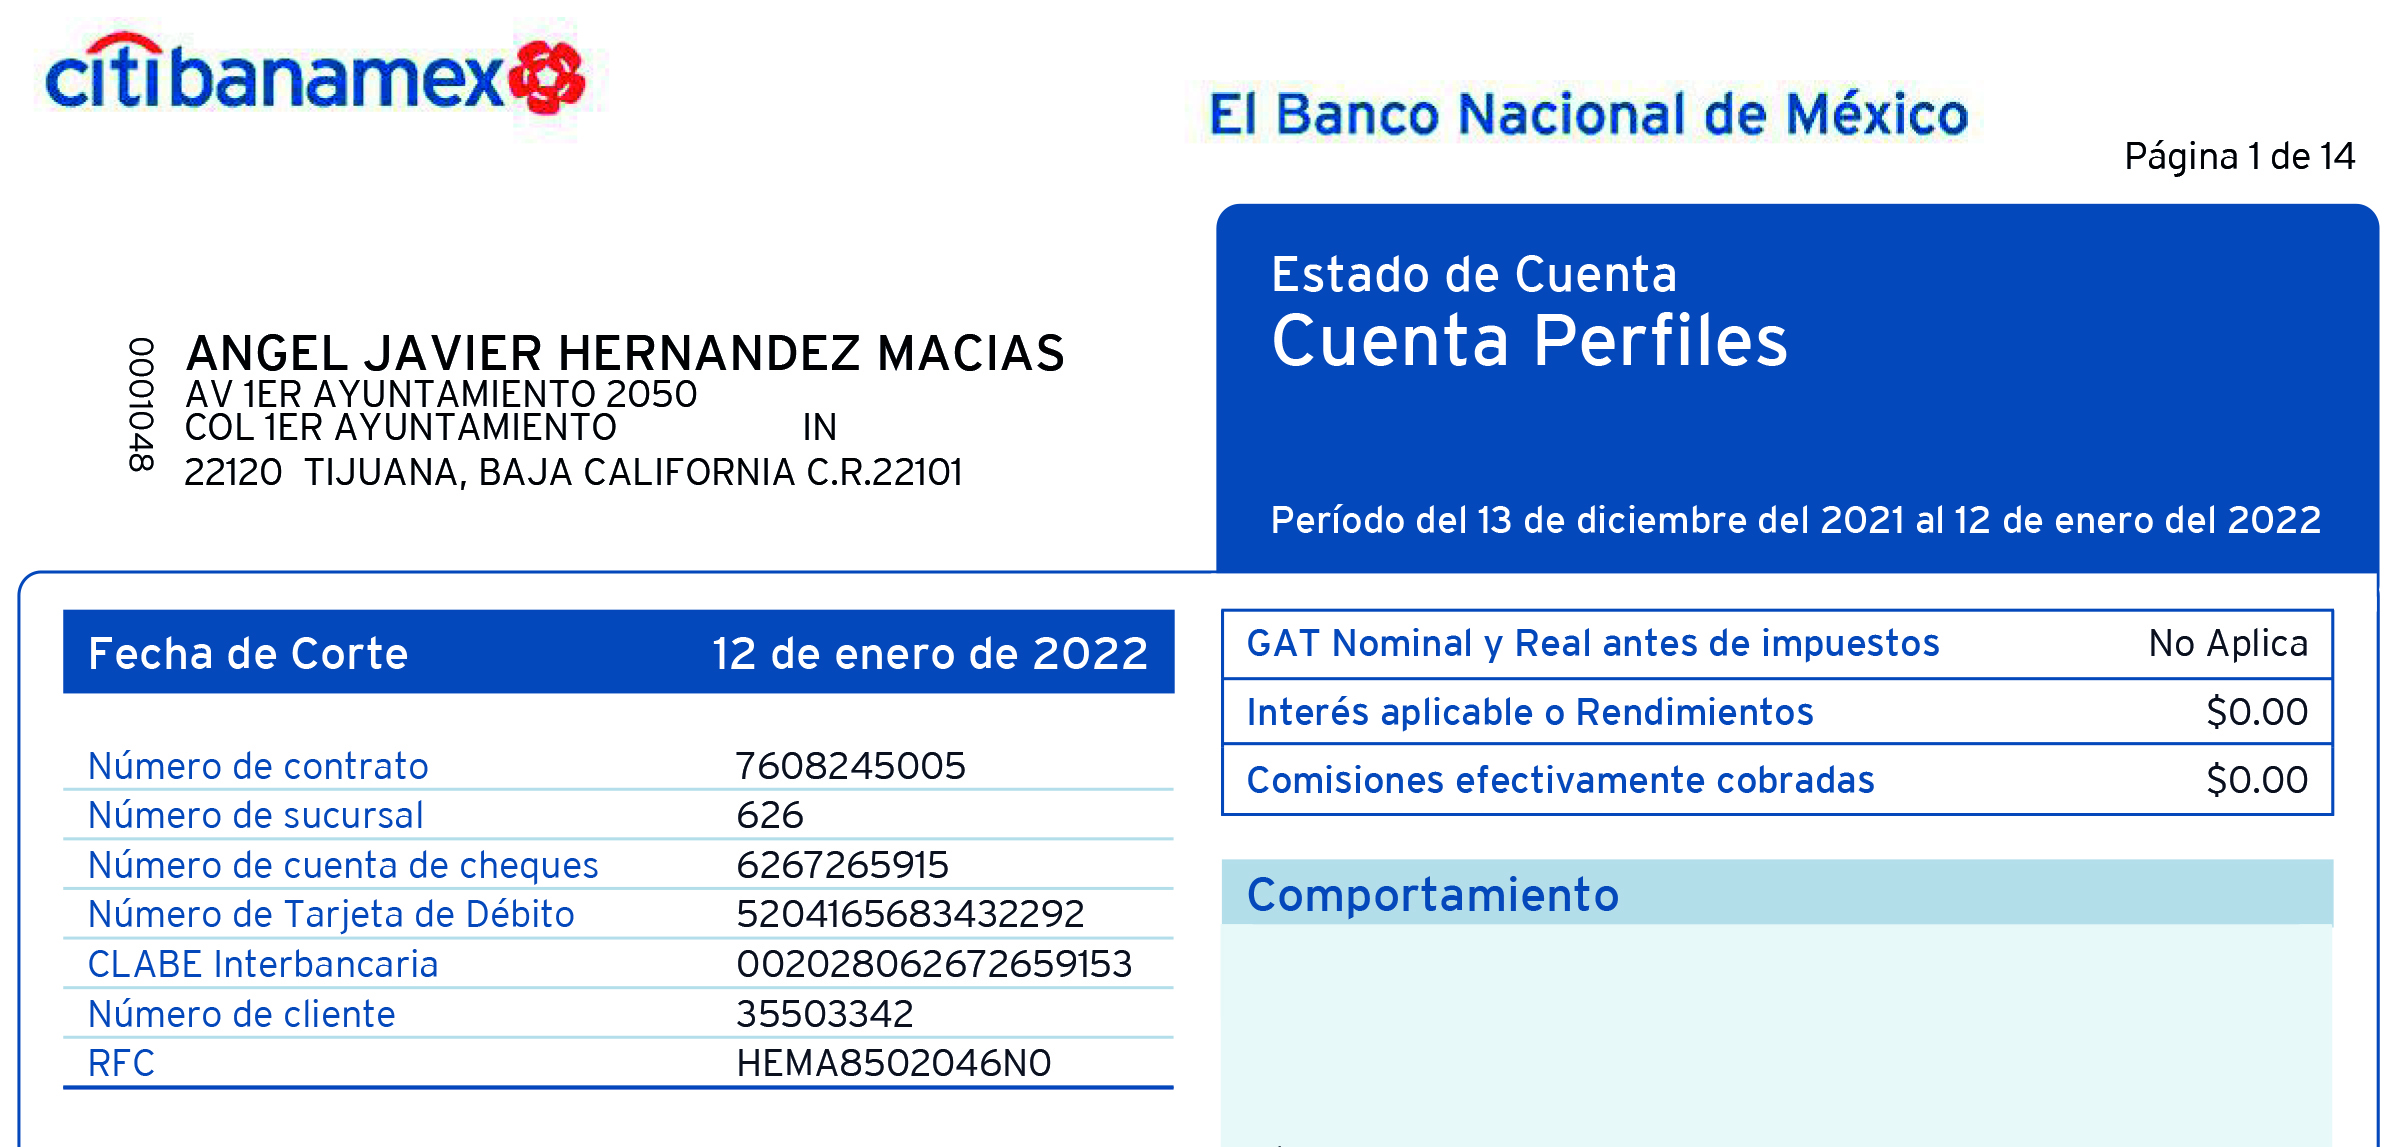 citibanamex
El Banco Nacional de México
Página 1 de 14
Estado de Cuenta
Cuenta Perfiles
Período del 13 de diciembre del 2021 al 12 de enero del 2022
0001048
ANGEL JAVIER HERNANDEZ MACIAS
AV 1ER AYUNTAMIENTO 2050
COL 1ER AYUNTAMIENTO IN
22120 TIJUANA, BAJA CALIFORNIA C.R.22101
Fecha de Corte 12 de enero de 2022
Número de contrato 7608245005
Número de sucursal 626
Número de cuenta de cheques 6267265915
Número de Tarjeta de Débito 5204165683432292
CLABE Interbancaria 002028062672659153
Número de cliente 35503342
RFC HEMA8502046N0
GAT Nominal y Real antes de impuestos No Aplica
Interés aplicable o Rendimientos $0.00
Comisiones efectivamente cobradas $0.00
Comportamiento